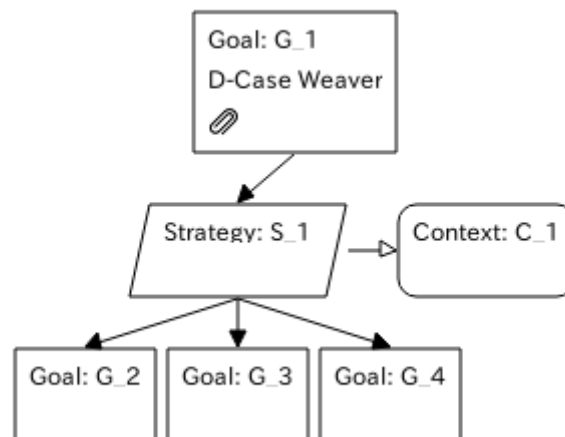 Goal: G_1
D-Case Weaver
Strategy: S_1
Context: C_1
Goal: G_2
Goal: G_3
Goal: G_4